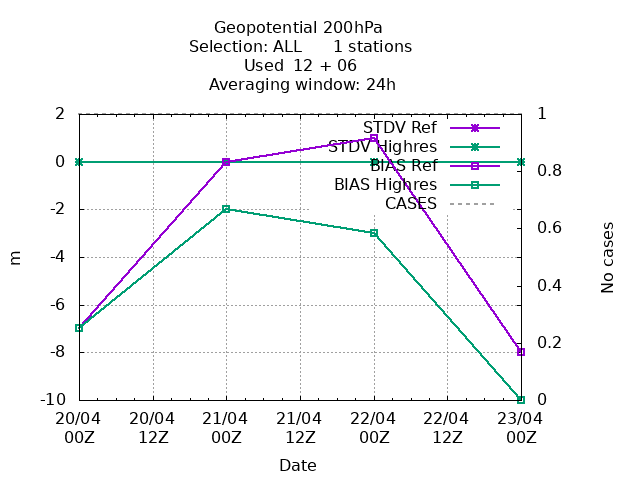 Geopotential 200hPa
Selection: ALL      1 stations
Used  12 + 06
Averaging window: 24h
2
0
-2
-4
-6
-8
-10
1
0.8
0.6
0.4
0.2
0
STDV Ref
STDV Highres
BIAS Ref
BIAS Highres
CASES
m
No cases
20/04 20/04 21/04 21/04 22/04 22/04 23/04
00Z 12Z 00Z 12Z 00Z 12Z 00Z
Date